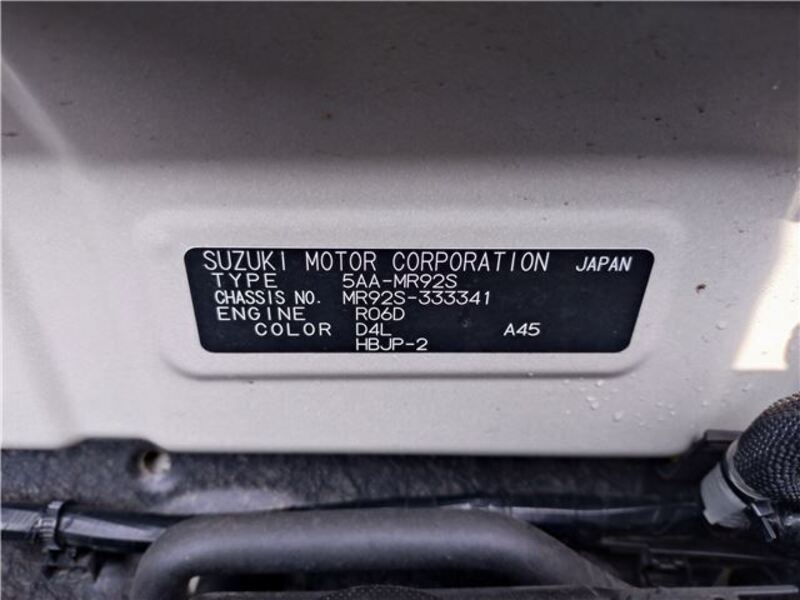 SUZUKI MOTOR CORPORATION JAPAN
TYPE 5AA-MR92S
CHASSIS NO. MR92S-333341
ENGINE R06D
COLOR D4L A45
HBJP-2